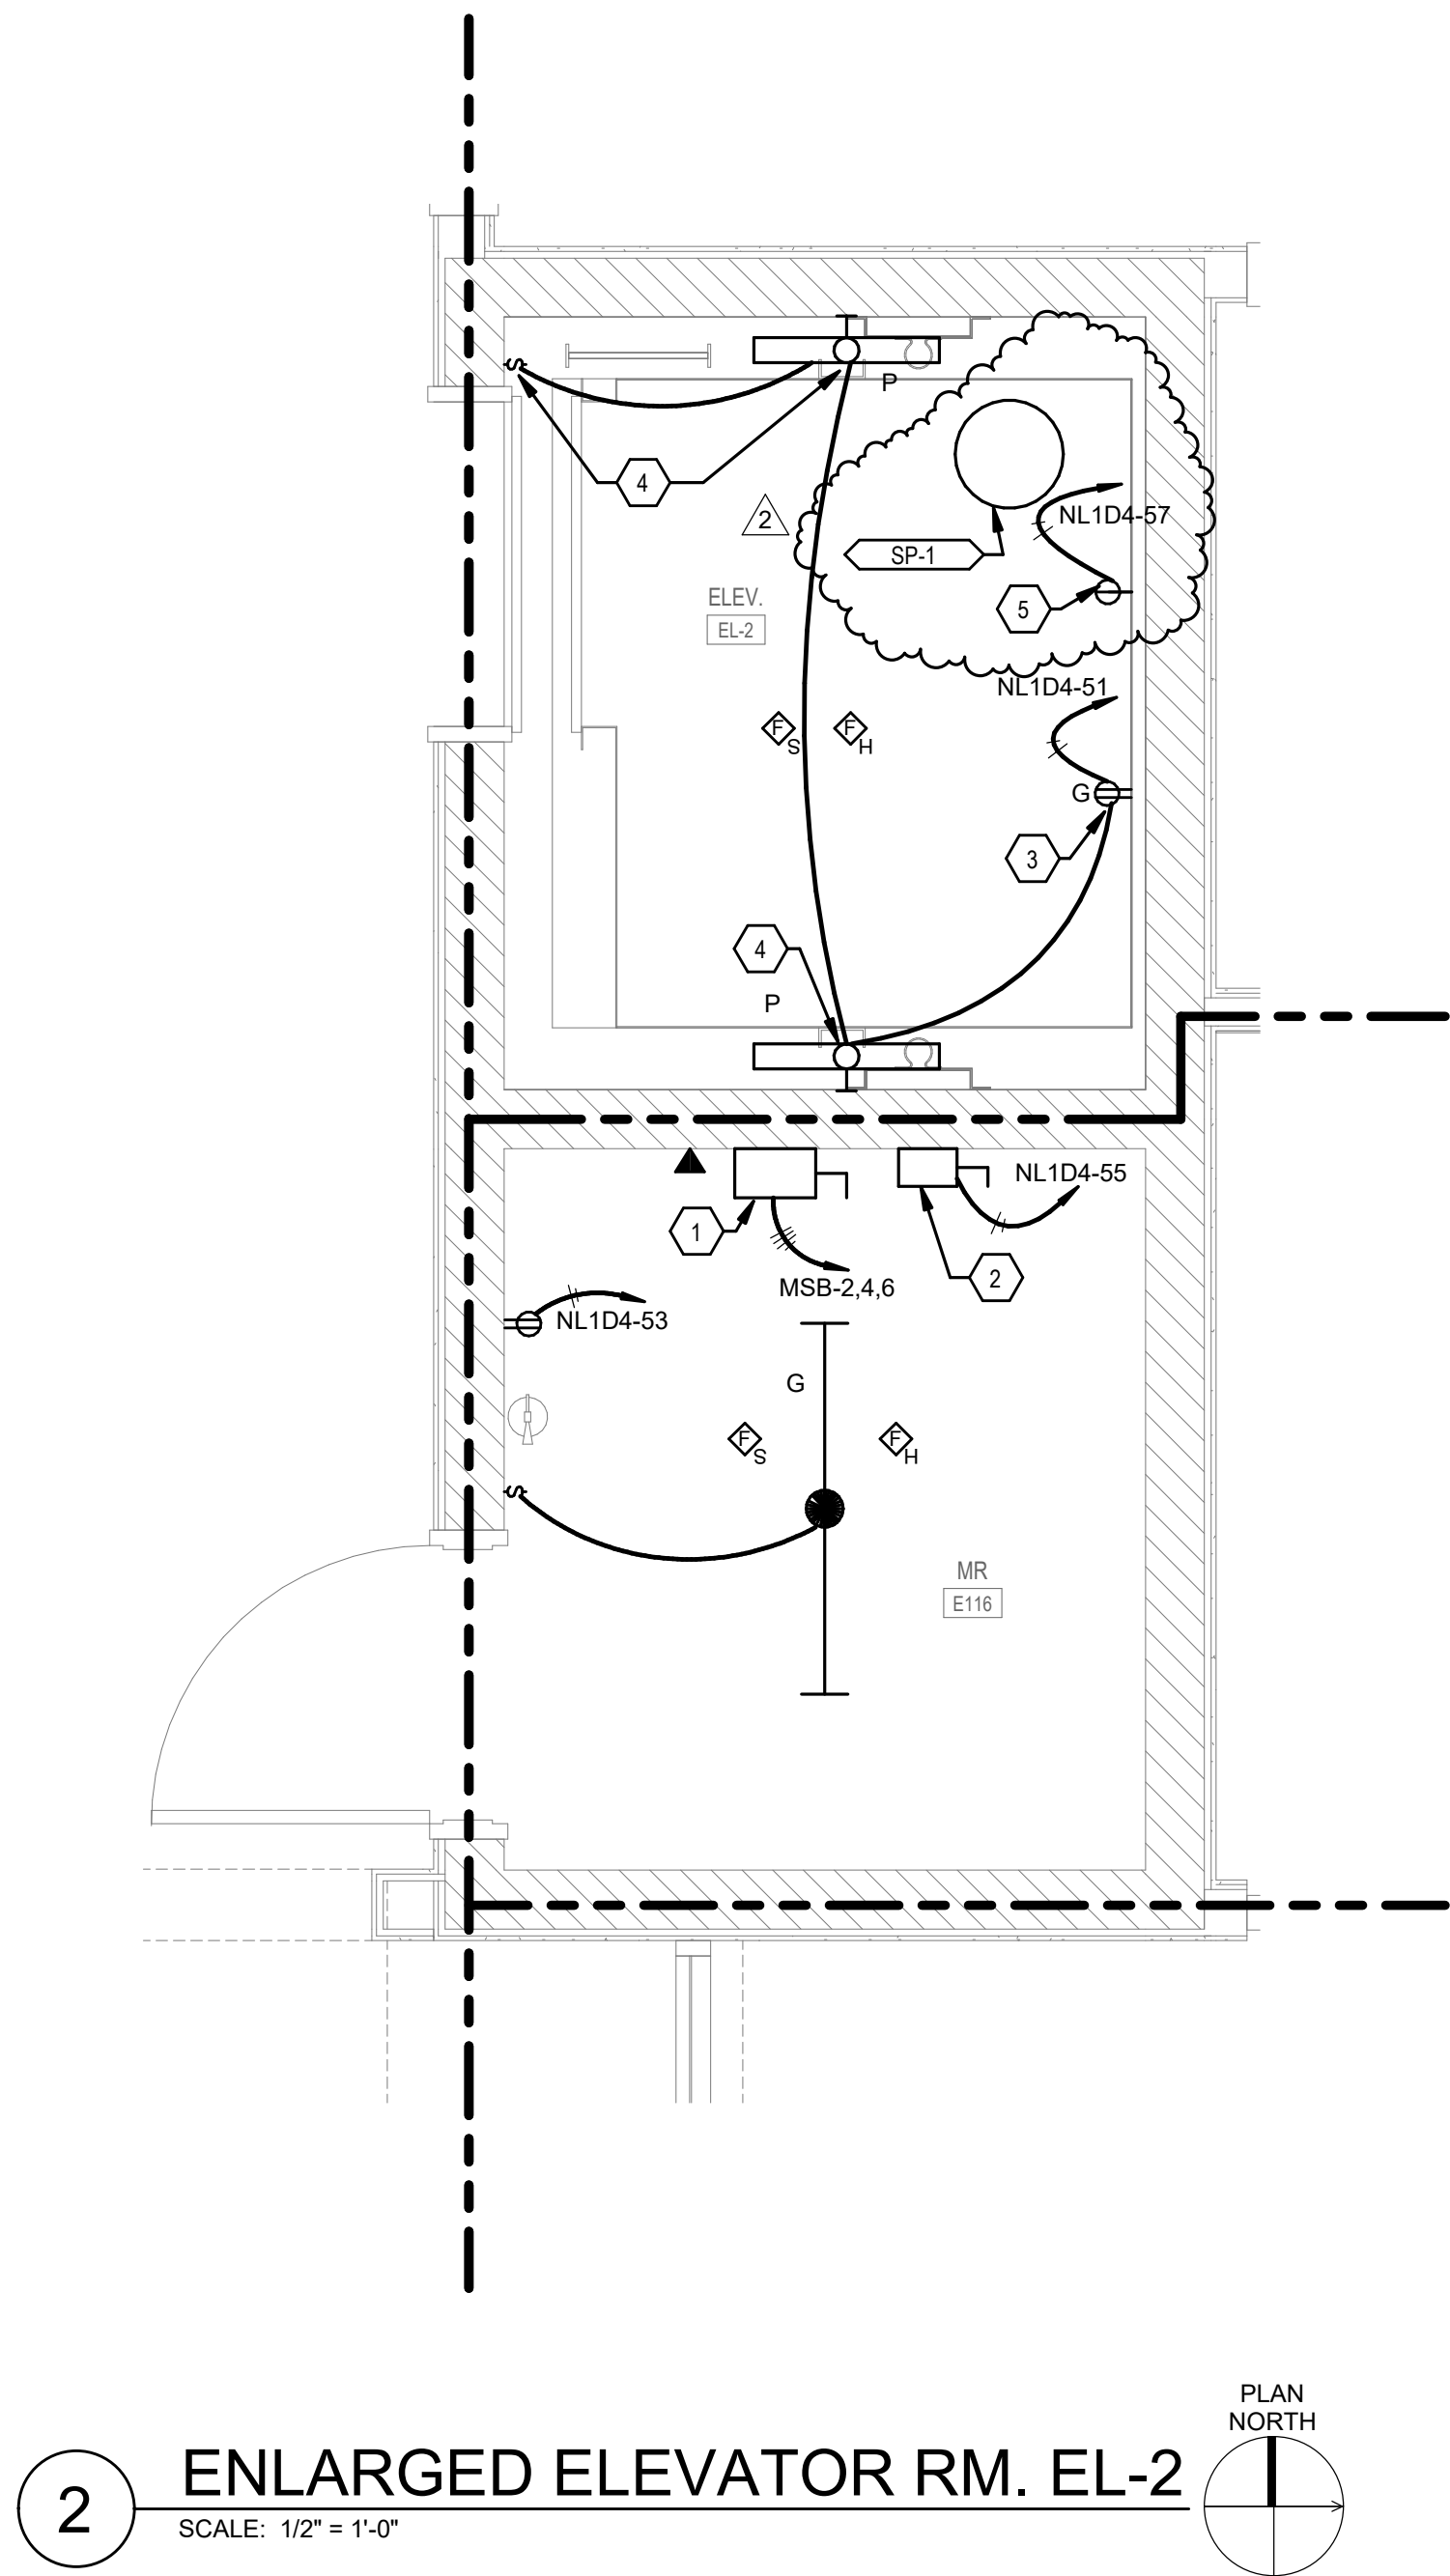 P
4
2
NL1D4-57
SP-1
5
ELEV.
EL-2
NL1D4-51
F
S
F
H
G
3
4
P
NL1D4-55
1
2
MSB-2,4,6
NL1D4-53
G
F
S
F
H
MR
E116
PLAN
NORTH
2
ENLARGED ELEVATOR RM. EL-2
SCALE: 1/2" = 1'-0"